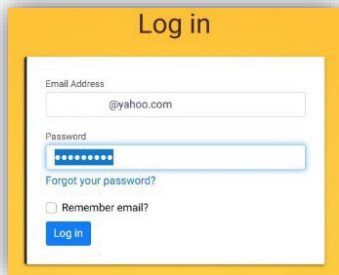 Log in
Email Address
@yahoo.com
Password
•••••••••
Forgot your password?
Remember email?
Log in